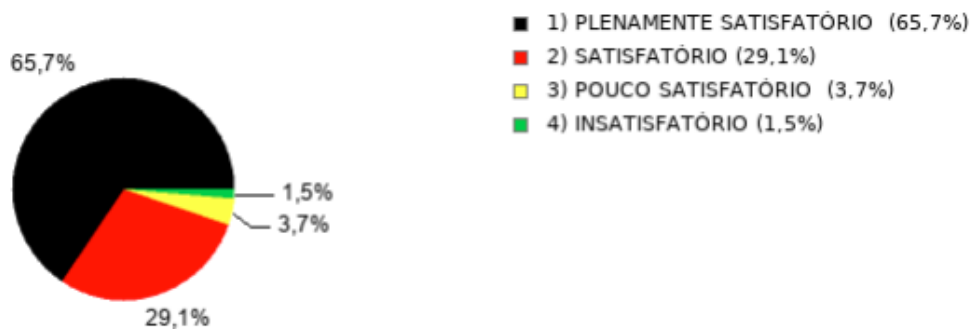 65,7%
1,5%
3,7%
29,1%
1) PLENAMENTE SATISFATÓRIO (65,7%)
2) SATISFATÓRIO (29,1%)
3) POUCO SATISFATÓRIO (3,7%)
4) INSATISFATÓRIO (1,5%)